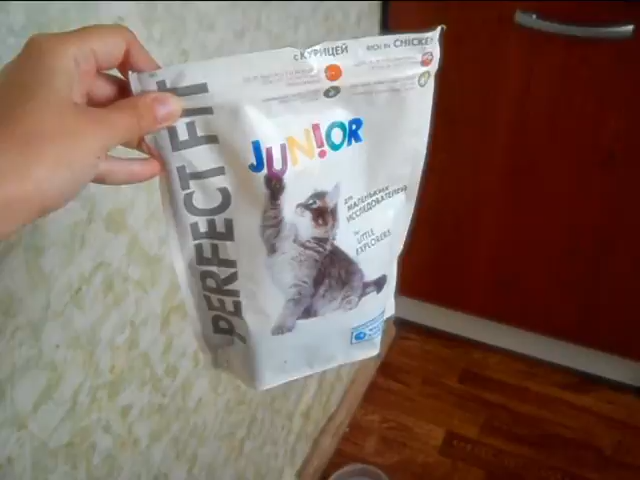 с КУРИЦЕЙ
RICH IN CHICKEN
PERFECT FIT
JUNIOR
для
МАЛЕНЬКИХ
ИССЛЕДОВАТЕЛЕЙ
for
LITTLE
EXPLORERS